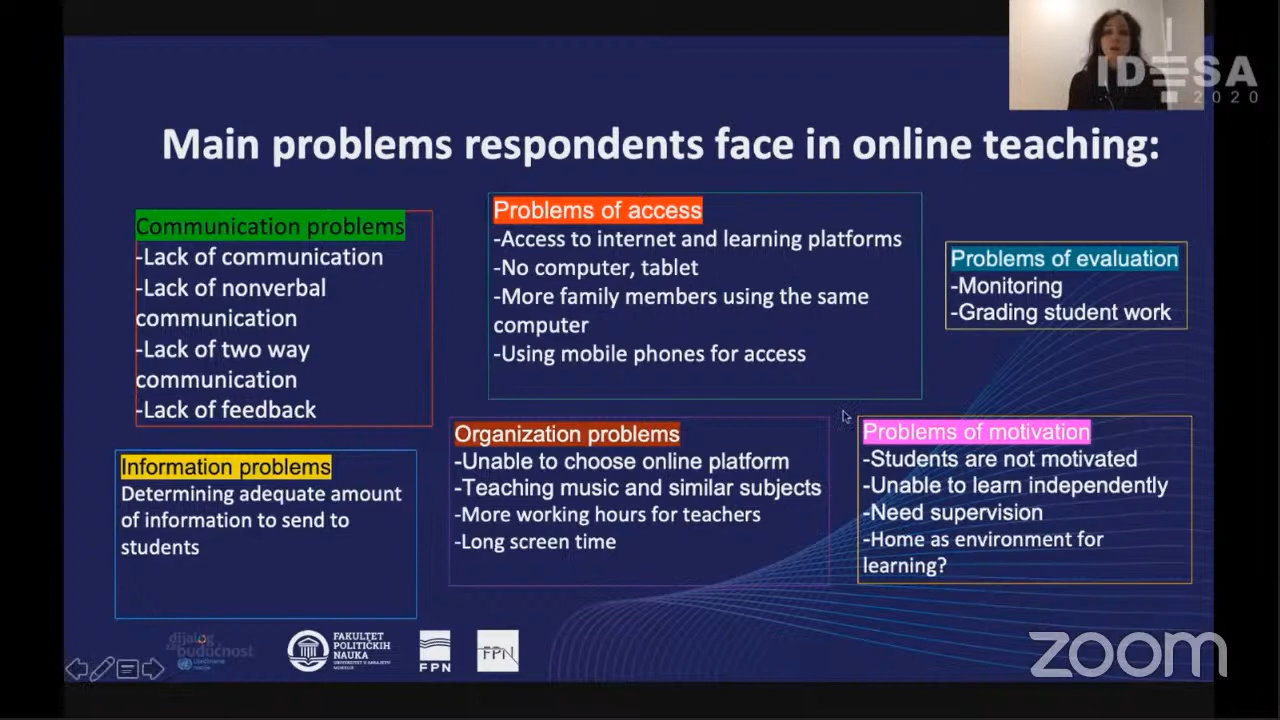 IDESA
2020
Main problems respondents face in online teaching:
Communication problems
-Lack of communication
-Lack of nonverbal
communication
-Lack of two way
communication
-Lack of feedback
Problems of access
-Access to internet and learning platforms
-No computer, tablet
-More family members using the same
computer
-Using mobile phones for access
Problems of evaluation
-Monitoring
-Grading student work
Information problems
Determining adequate amount
of information to send to
students
Organization problems
-Unable to choose online platform
-Teaching music and similar subjects
-More working hours for teachers
-Long screen time
Problems of motivation
-Students are not motivated
-Unable to learn independently
-Need supervision
-Home as environment for
learning?
dijalog
za budućnost
FAKULTET
POLITIČKIH
NAUKA
FPN
FPN
zoom